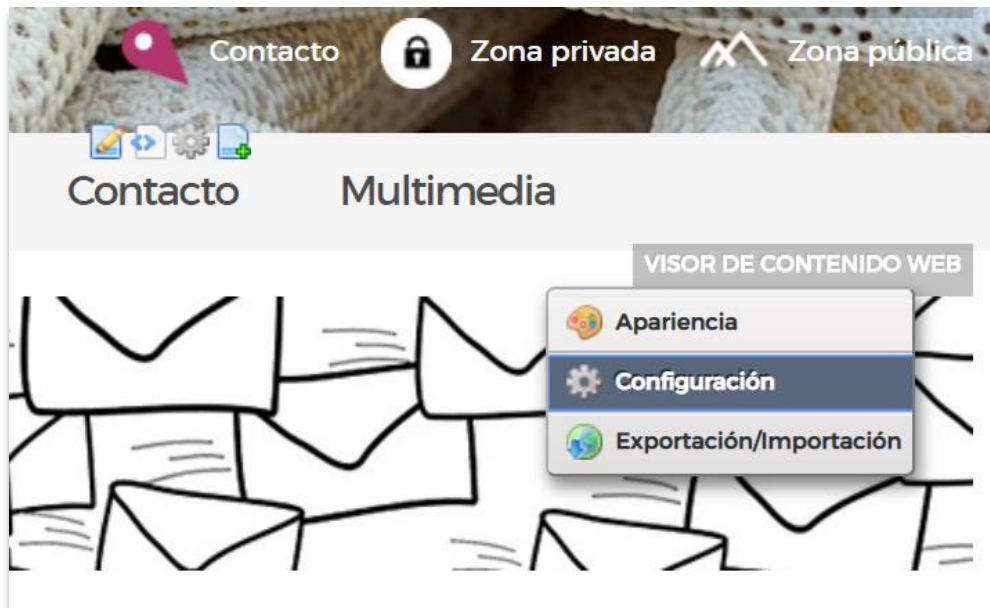 Contacto Zona privada Zona pública
Contacto Multimedia
VISOR DE CONTENIDO WEB
Apariencia
Configuración
Exportación/Importación